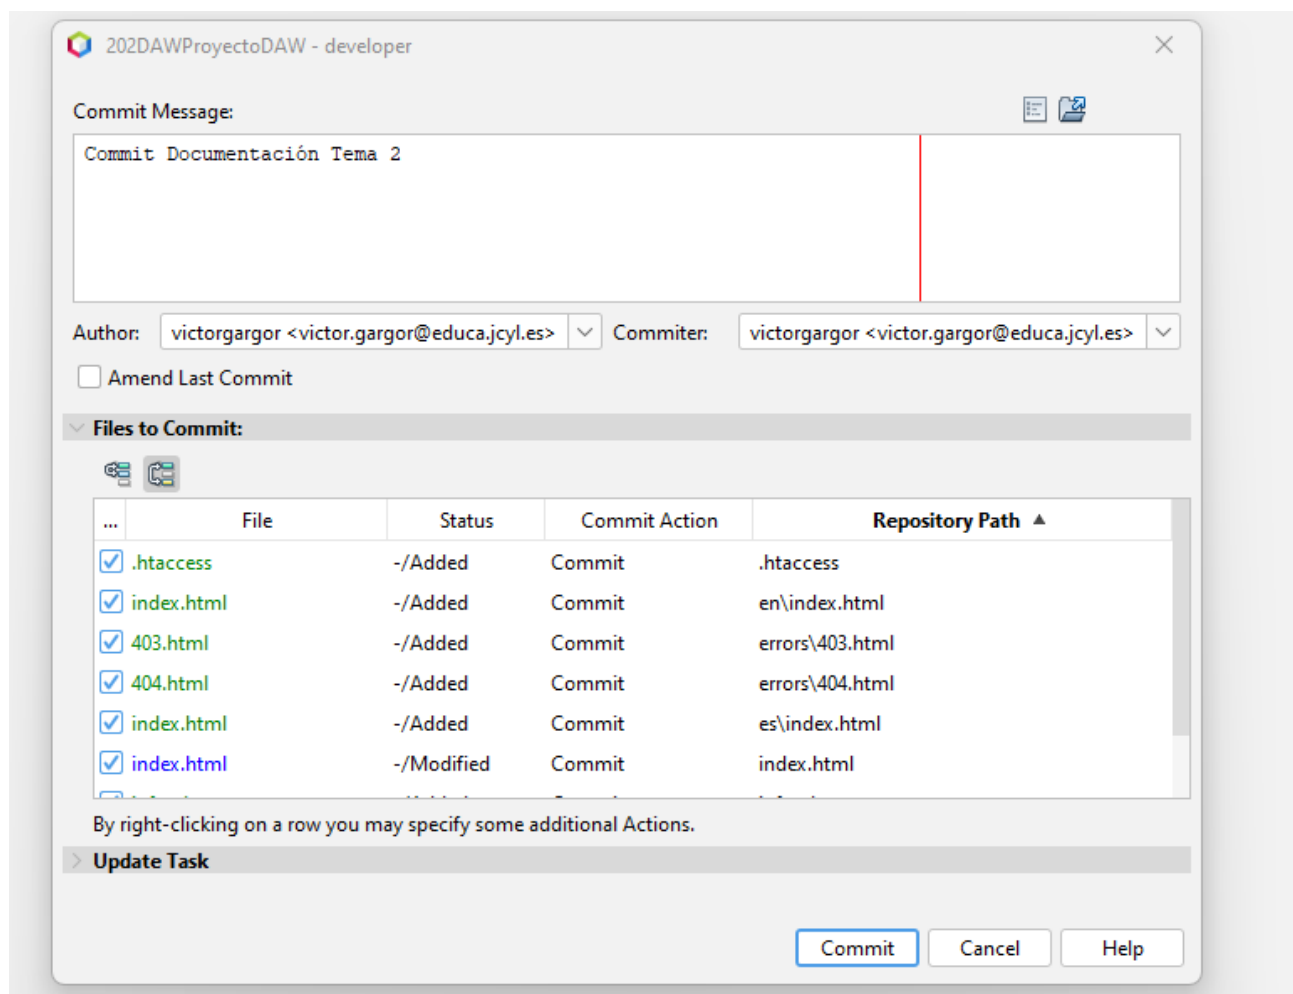 202DAWProyectoDAW - developer
Commit Message:
Commit Documentación Tema 2
Author: victorgargor <victor.gargor@educa.jcyl.es> Commiter: victorgargor <victor.gargor@educa.jcyl.es>
Amend Last Commit
Files to Commit:
... File Status Commit Action Repository Path
.htaccess -/Added Commit .htaccess
index.html -/Added Commit en\index.html
403.html -/Added Commit errors\403.html
404.html -/Added Commit errors\404.html
index.html -/Added Commit es\index.html
index.html -/Modified Commit index.html
By right-clicking on a row you may specify some additional Actions.
Update Task
Commit Cancel Help